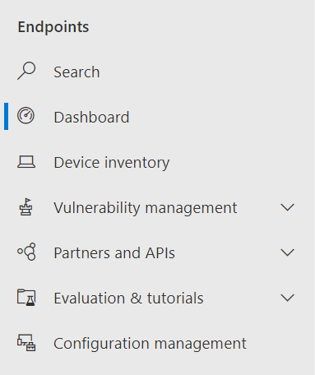 Endpoints
Search
Dashboard
Device inventory
Vulnerability management
Partners and APIs
Evaluation & tutorials
Configuration management